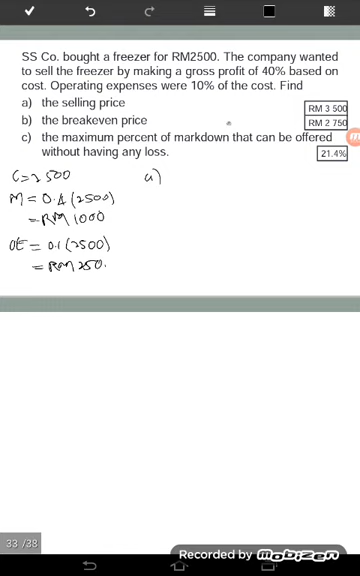 SS Co. bought a freezer for RM2500. The company wanted
to sell the freezer by making a gross profit of 40% based on
cost. Operating expenses were 10% of the cost. Find
a) the selling price
RM 3 500
b) the breakeven price
RM 2 750
c) the maximum percent of markdown that can be offered
without having any loss.
21.4%
C = 2500
a)
M = 0.4 (2500)
= RM 1000
OE = 0.1 (2500)
= RM 250.
33 /38
Recorded by Mobizen